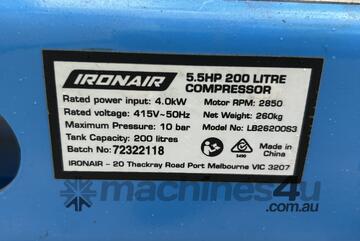 IRONAIR
5.5HP 200 LITRE
COMPRESSOR
Rated power input: 4.0kW
Motor RPM: 2850
Rated voltage: 415V~50Hz
Net Weight: 260kg
Maximum Pressure: 10 bar
Model No: LB26200S3
Tank Capacity: 200 litres
Batch No: 72322118
Made in
China
IRONAIR - 20 Thackray Road Port Melbourne VIC 3207
machines4u
.com.au